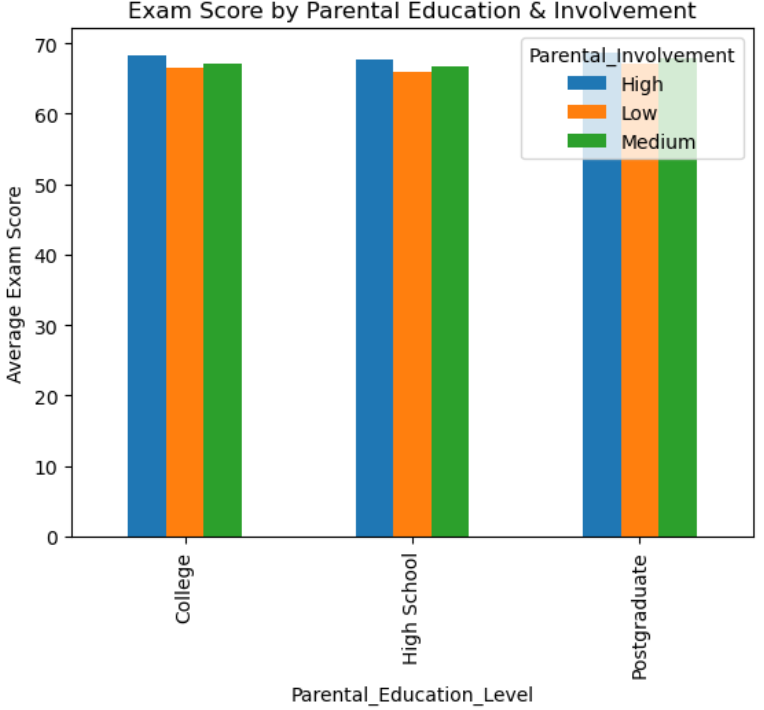 Exam Score by Parental Education & Involvement
Parental_Involvement
High
Low
Medium
Average Exam Score
70
60
50
40
30
20
10
0
College
High School
Postgraduate
Parental_Education_Level